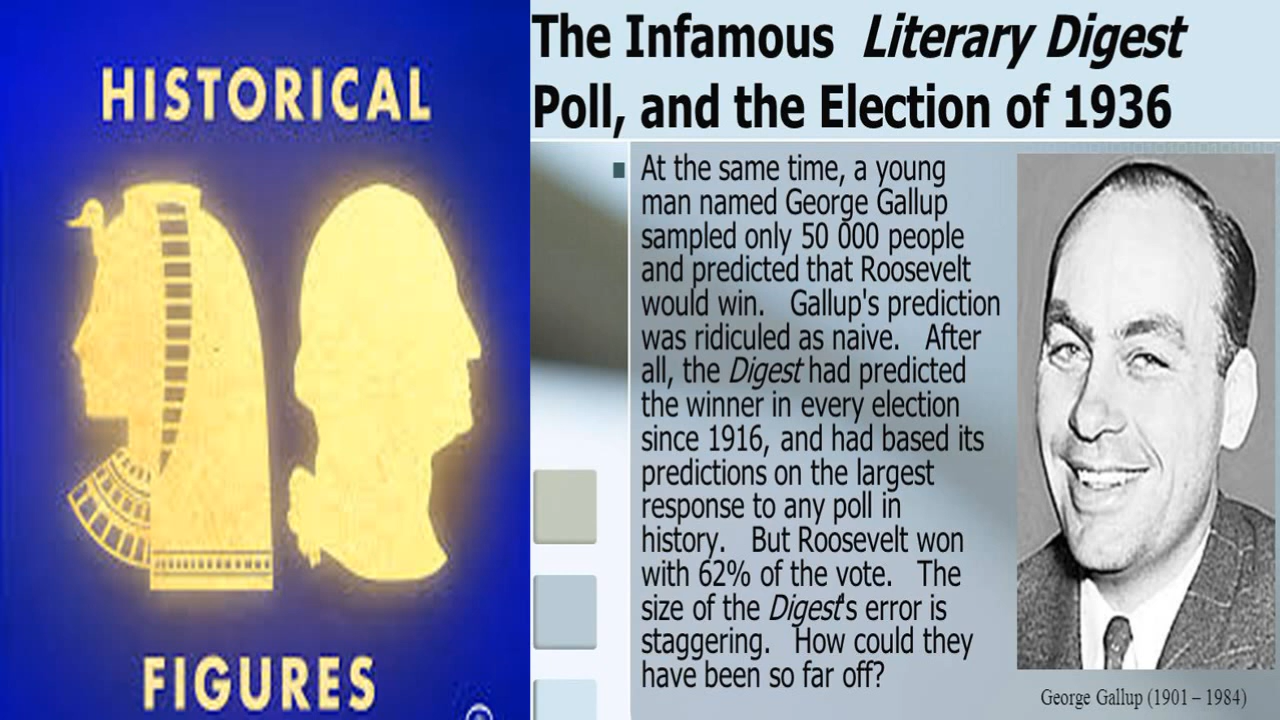 HISTORICAL
FIGURES
The Infamous Literary Digest
Poll, and the Election of 1936
At the same time, a young
man named George Gallup
sampled only 50 000 people
and predicted that Roosevelt
would win. Gallup's prediction
was ridiculed as naive. After
all, the Digest had predicted
the winner in every election
since 1916, and had based its
predictions on the largest
response to any poll in
history. But Roosevelt won
with 62% of the vote. The
size of the Digest's error is
staggering. How could they
have been so far off?
George Gallup (1901 – 1984)